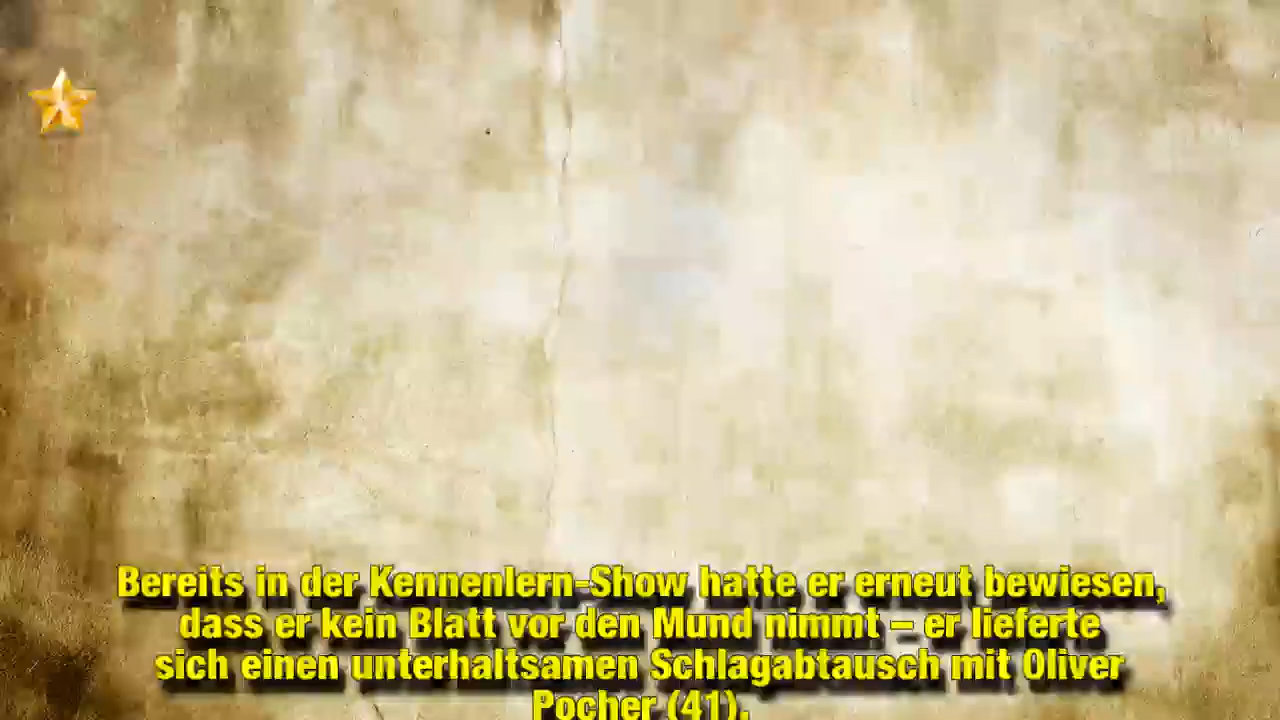 Bereits in der Kennenlern-Show hatte er erneut bewiesen,
dass er kein Blatt vor den Mund nimmt – er lieferte
sich einen unterhaltsamen Schlagabtausch mit Oliver
Pocher (41).